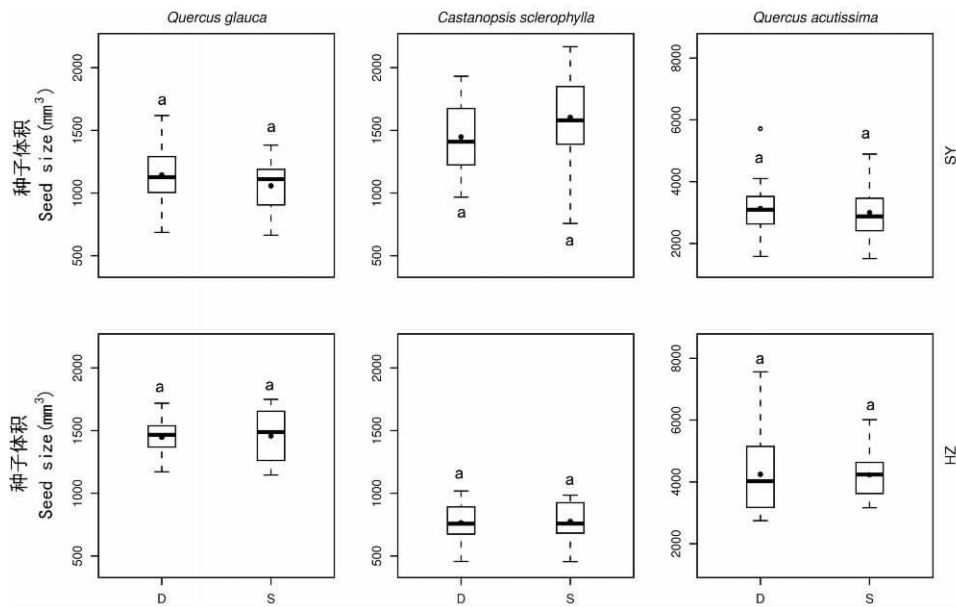 Quercus glauca
Castanopsis sclerophylla
Quercus acutissima
种子体积
Seed size(mm³)
2000
1500
1000
500
a
a
a
a
8000
6000
4000
2000
a
a
SY
种子体积
Seed size(mm³)
2000
1500
1000
500
a
a
2000
1500
1000
500
a
a
8000
6000
4000
2000
a
a
HZ
2000
1500
1000
500
D
S
D
S
D
S